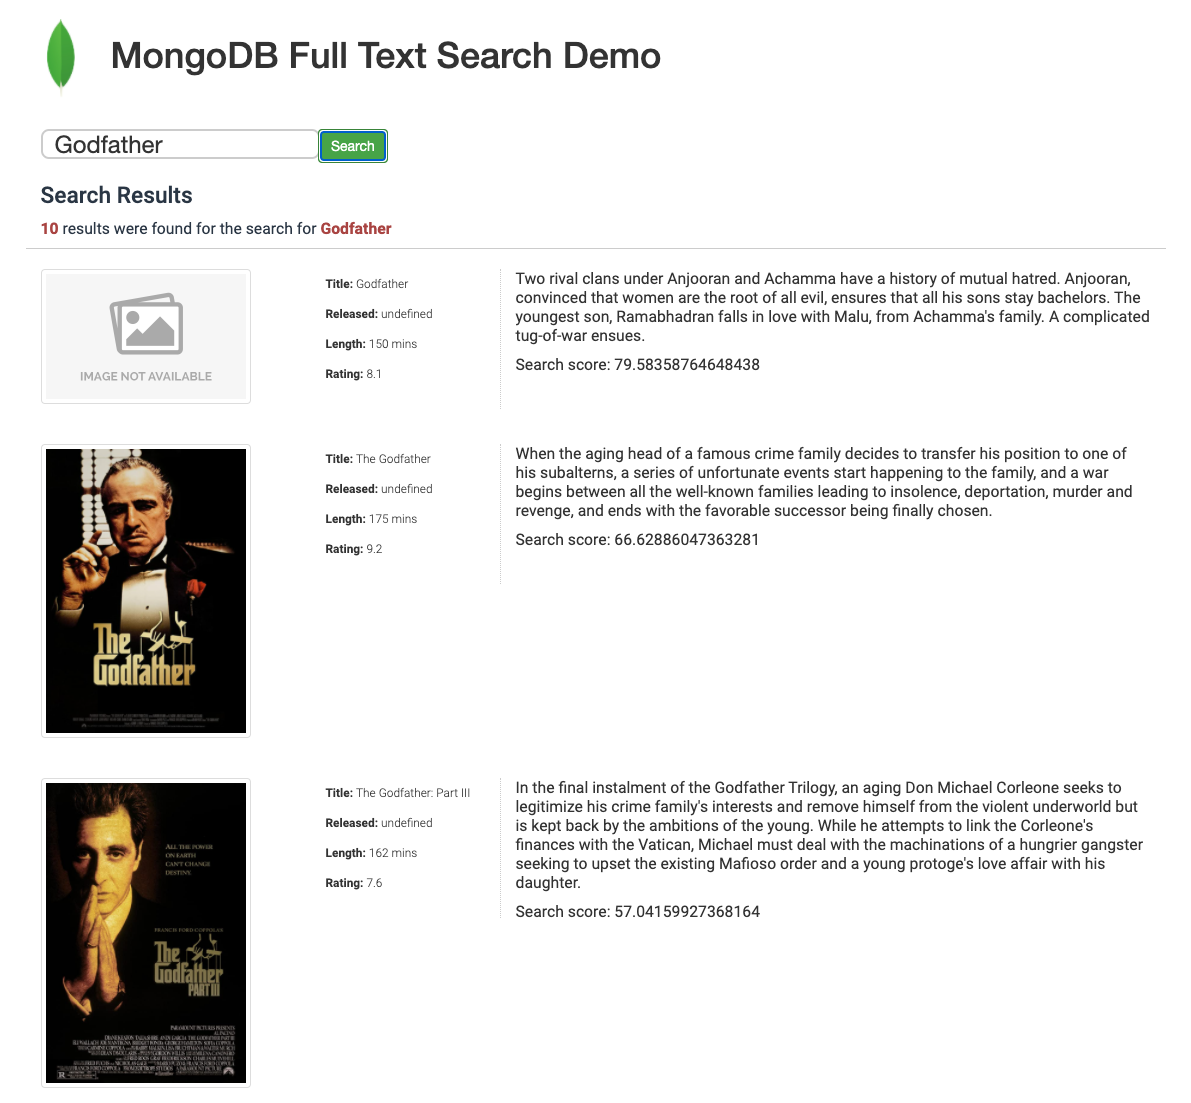 MongoDB Full Text Search Demo
Godfather
Search
Search Results
10 results were found for the search for Godfather
IMAGE NOT AVAILABLE
Title: Godfather
Released: undefined
Length: 150 mins
Rating: 8.1
Two rival clans under Anjooran and Achamma have a history of mutual hatred. Anjooran,
convinced that women are the root of all evil, ensures that all his sons stay bachelors. The
youngest son, Ramabhadran falls in love with Malu, from Achamma's family. A complicated
tug-of-war ensues.
Search score: 79.58358764648438
The
Godfather
Title: The Godfather
Released: undefined
Length: 175 mins
Rating: 9.2
When the aging head of a famous crime family decides to transfer his position to one of
his subalterns, a series of unfortunate events start happening to the family, and a war
begins between all the well-known families leading to insolence, deportation, murder and
revenge, and ends with the favorable successor being finally chosen.
Search score: 66.62886047363281
ALL THE POWER
ON EARTH
CAN'T CHANGE
DESTINY.
FRANCIS FORD COPPOLA'S
The
Godfather
PART III
PARAMOUNT PICTURES PRESENTS
Title: The Godfather: Part III
Released: undefined
Length: 162 mins
Rating: 7.6
In the final instalment of the Godfather Trilogy, an aging Don Michael Corleone seeks to
legitimize his crime family's interests and remove himself from the violent underworld but
is kept back by the ambitions of the young. While he attempts to link the Corleone's
finances with the Vatican, Michael must deal with the machinations of a hungrier gangster
seeking to upset the existing Mafioso order and a young protoge's love affair with his
daughter.
Search score: 57.04159927368164